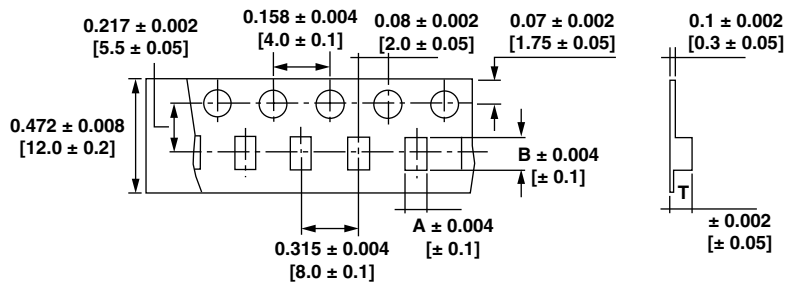 0.217 ± 0.002
[5.5 ± 0.05]
0.158 ± 0.004
[4.0 ± 0.1]
0.08 ± 0.002
[2.0 ± 0.05]
0.07 ± 0.002
[1.75 ± 0.05]
0.1 ± 0.002
[0.3 ± 0.05]
0.472 ± 0.008
[12.0 ± 0.2]
B ± 0.004
[± 0.1]
T
A ± 0.004
[± 0.1]
± 0.002
[± 0.05]
0.315 ± 0.004
[8.0 ± 0.1]